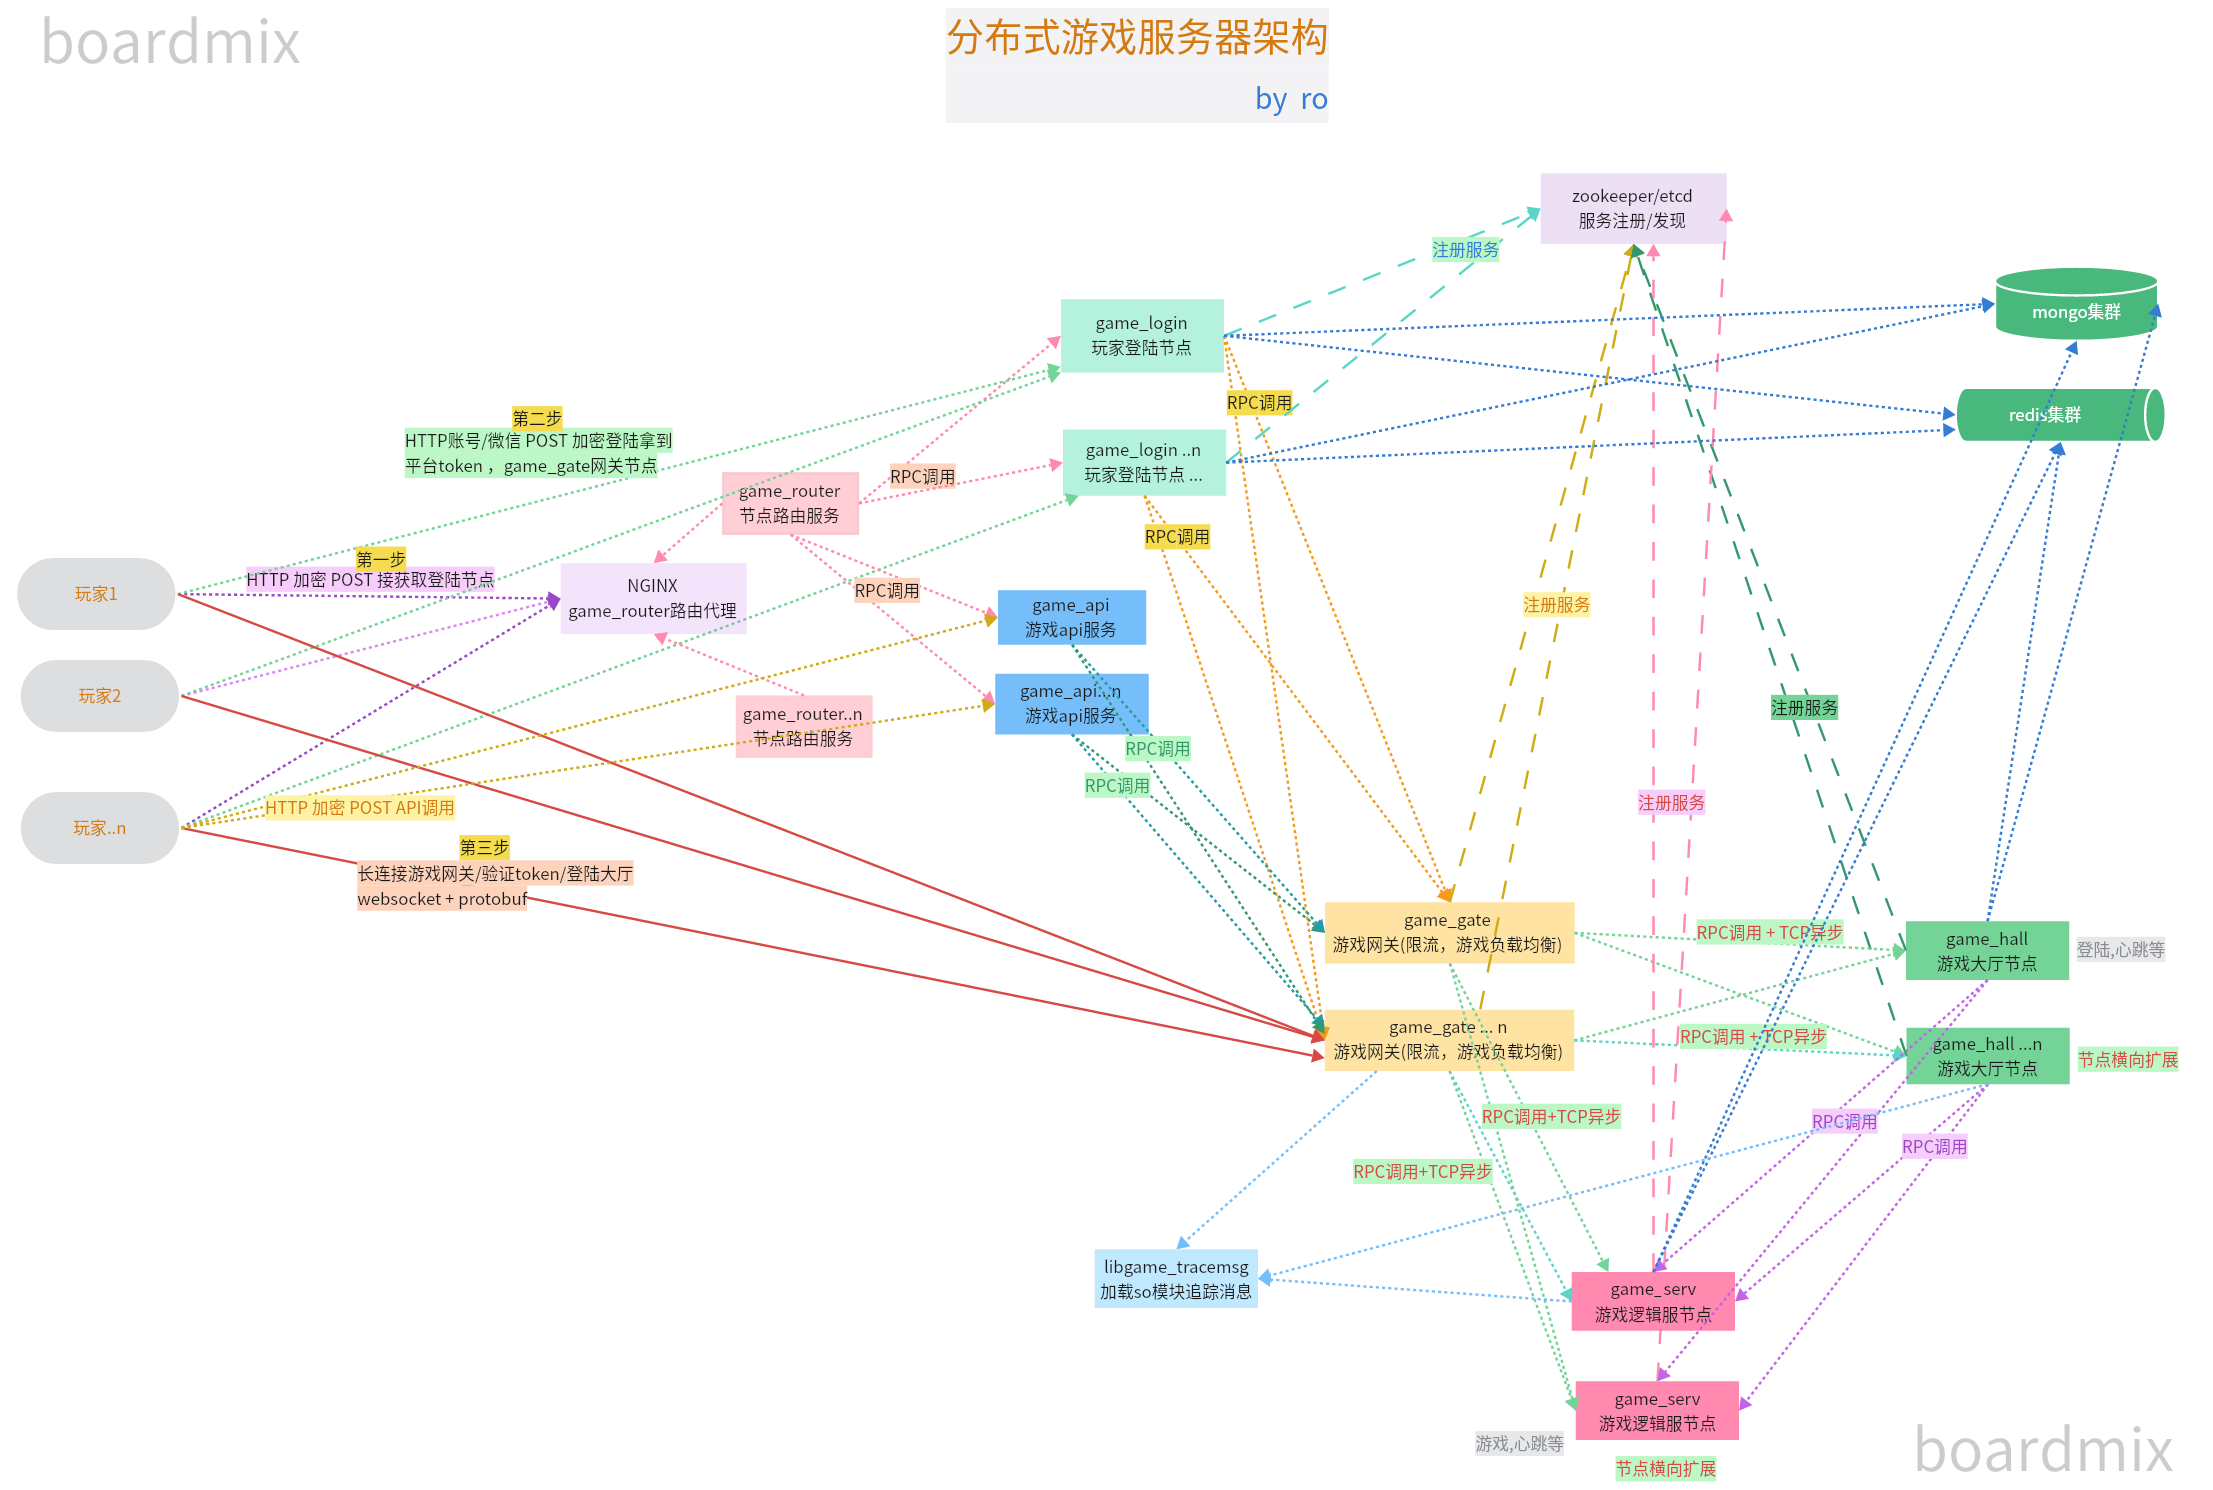 boardmix
分布式游戏服务器架构
by ro
zookeeper/etcd
服务注册/发现
注册服务
mongo集群
game_login
玩家登陆节点
RPC调用
redis集群
第二步
HTTP账号/微信 POST 加密登陆拿到
平台token ，game_gate网关节点
game_login ..n
玩家登陆节点 ...
RPC调用
game_router
节点路由服务
RPC调用
第一步
HTTP 加密 POST 接获取登陆节点
玩家1
NGINX
game_router路由代理
RPC调用
game_api
游戏api服务
注册服务
玩家2
game_api...n
游戏api服务
game_router..n
节点路由服务
注册服务
RPC调用
RPC调用
注册服务
HTTP 加密 POST API调用
玩家..n
第三步
长连接游戏网关/验证token/登陆大厅
websocket + protobuf
game_gate
游戏网关(限流，游戏负载均衡)
RPC调用 + TCP异步
game_hall
游戏大厅节点
登陆,心跳等
game_gate ... n
游戏网关(限流，游戏负载均衡)
RPC调用 + TCP异步
game_hall ...n
游戏大厅节点
节点横向扩展
RPC调用+TCP异步
RPC调用
RPC调用
RPC调用+TCP异步
libgame_tracemsg
加载so模块追踪消息
game_serv
游戏逻辑服节点
game_serv
游戏逻辑服节点
游戏,心跳等
节点横向扩展
boardmix